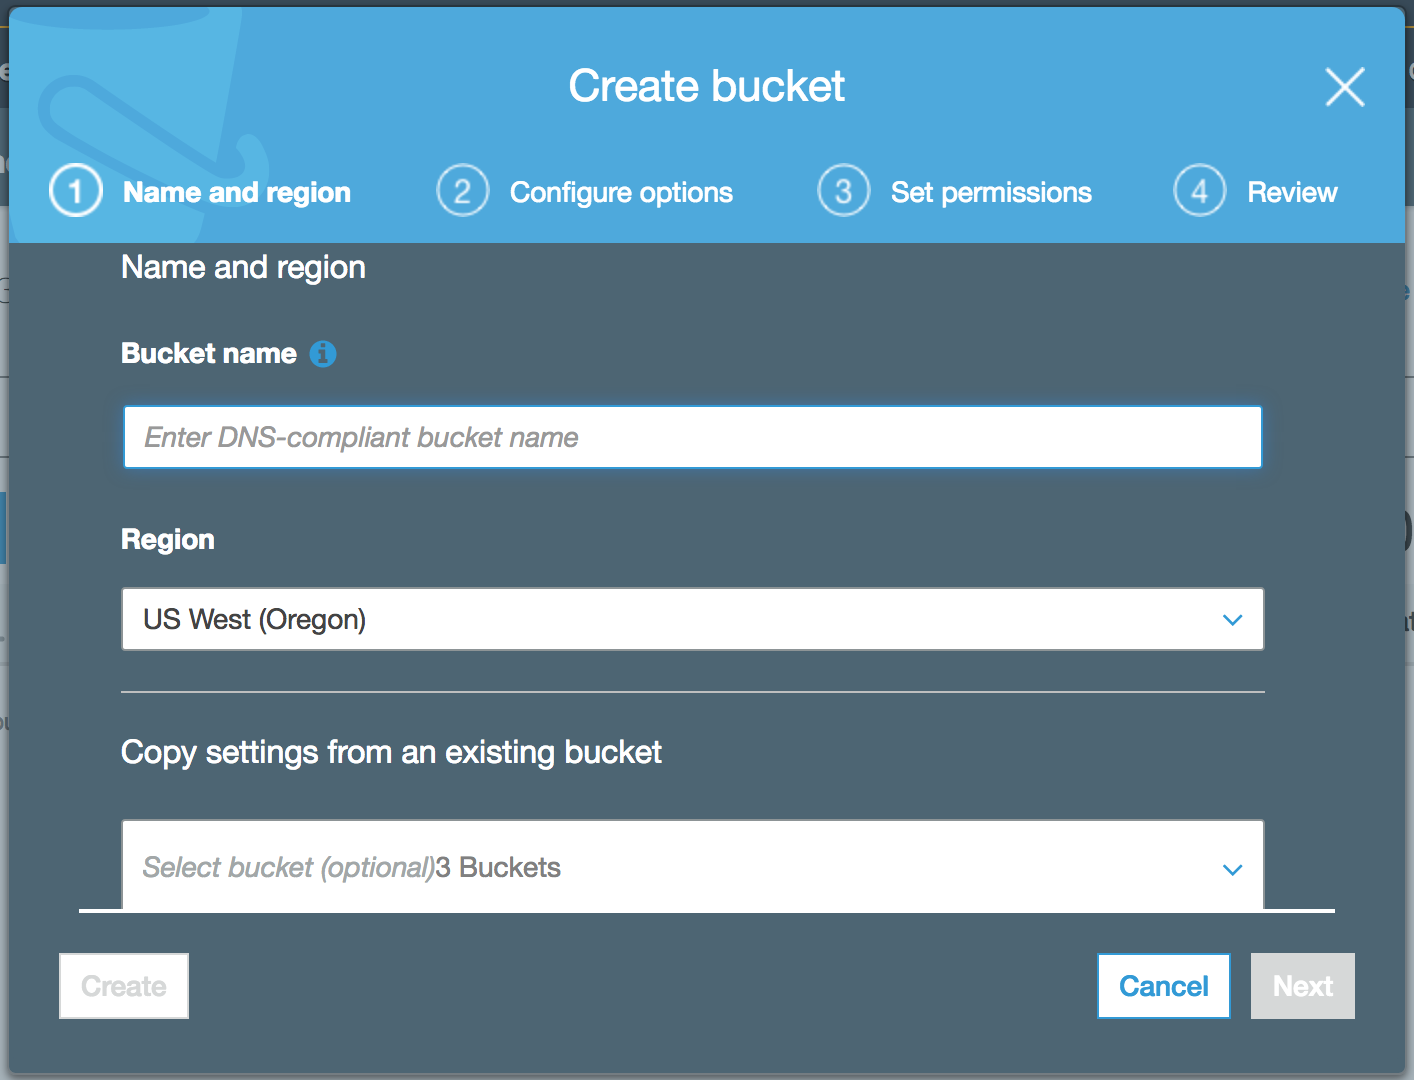 Create bucket
1 Name and region 2 Configure options 3 Set permissions 4 Review
Name and region
Bucket name
Enter DNS-compliant bucket name
Region
US West (Oregon)
Copy settings from an existing bucket
Select bucket (optional)3 Buckets
Create Cancel Next